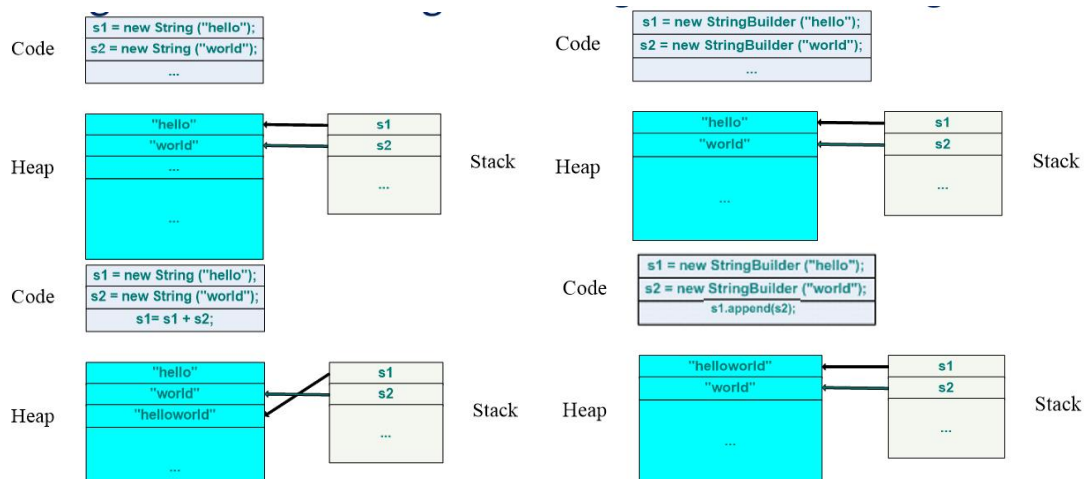 s1 = new String ("hello");
Code
s2 = new String ("world");
...
"hello"
s1
"world"
s2
Heap
...
...
Stack
...
s1 = new String ("hello");
Code
s2 = new String ("world");
s1= s1 + s2;
"hello"
s1
"world"
s2
Heap
"helloworld"
...
Stack
...
s1 = new StringBuilder ("hello");
Code
s2 = new StringBuilder ("world");
...
"hello"
s1
"world"
s2
Heap
...
...
Stack
s1 = new StringBuilder ("hello");
Code
s2 = new StringBuilder ("world");
s1.append(s2);
"helloworld"
s1
"world"
s2
Heap
...
...
Stack